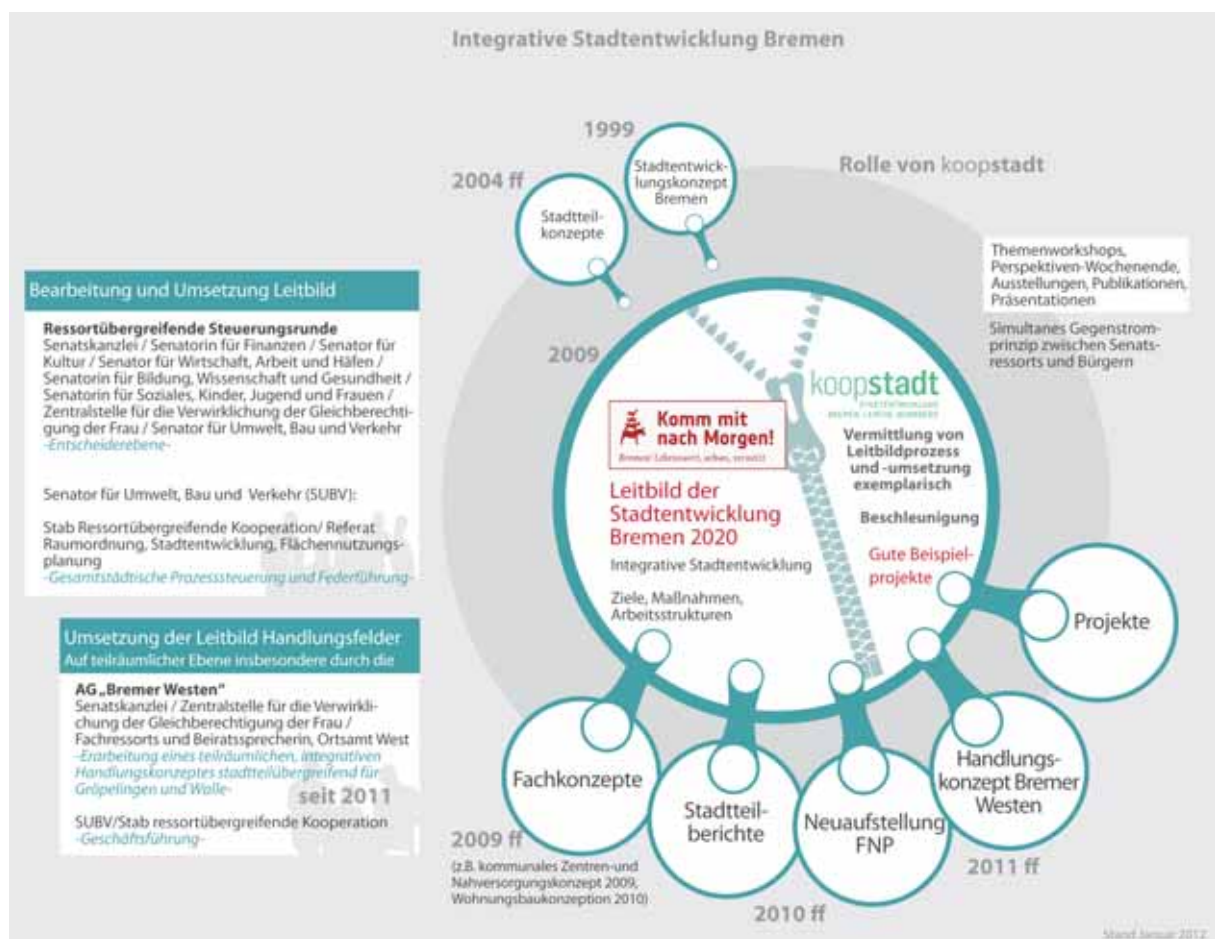 Integrative Stadtentwicklung Bremen
1999
Stadtentwick-
lungskonzept
Bremen
2004 ff
Stadtteil-
konzepte
Rolle von koopstadt
Themenworkshops,
Perspektiven-Wochenende,
Ausstellungen, Publikationen,
Präsentationen
Simultanes Gegenstrom-
prinzip zwischen Senats-
ressorts und Bürgern
Bearbeitung und Umsetzung Leitbild
Ressortübergreifende Steuerungsrunde
Senatskanzlei / Senatorin für Finanzen / Senator für
Kultur / Senator für Wirtschaft, Arbeit und Häfen /
Senatorin für Bildung, Wissenschaft und Gesundheit /
Senatorin für Soziales, Kinder, Jugend und Frauen /
Zentralstelle für die Verwirklichung der Gleichberechti-
gung der Frau / Senator für Umwelt, Bau und Verkehr
-Entscheiderebene-
Senator für Umwelt, Bau und Verkehr (SUBV):
Stab Ressortübergreifende Kooperation/ Referat
Raumordnung, Stadtentwicklung, Flächennutzungs-
planung
-Gesamtstädtische Prozesssteuerung und Federführung-
Umsetzung der Leitbild Handlungsfelder
Auf teilräumlicher Ebene insbesondere durch die
AG „Bremer Westen“
Senatskanzlei / Zentralstelle für die Verwirkli-
chung der Gleichberechtigung der Frau /
Fachressorts und Beiratssprecherin, Ortsamt West
-Erarbeitung eines teilräumlichen, integrativen
Handlungskonzeptes stadtteilübergreifend für
Gröpelingen und Walle-
seit 2011
SUBV/Stab ressortübergreifende Kooperation
-Geschäftsführung-
2009
Komm mit
nach Morgen!
Bremen!
Leitbild der
Stadtentwicklung
Bremen 2020
Integrative Stadtentwicklung
Ziele, Maßnahmen,
Arbeitsstrukturen
koopstadt
STADTENTWICKLUNG
BREMEN LEIPZIG NÜRNBERG
Vermittlung von
Leitbildprozess
und -umsetzung
exemplarisch
Beschleunigung
Gute Beispiel-
projekte
Projekte
Handlungs-
konzept Bremer
Westen
2011 ff
Neuaufstellung
FNP
2010 ff
Stadtteil-
berichte
Fachkonzepte
2009 ff
(z.B. kommunales Zentren-und
Nahversorgungskonzept 2009,
Wohnungsbaukonzeption 2010)
Stand Januar 2012